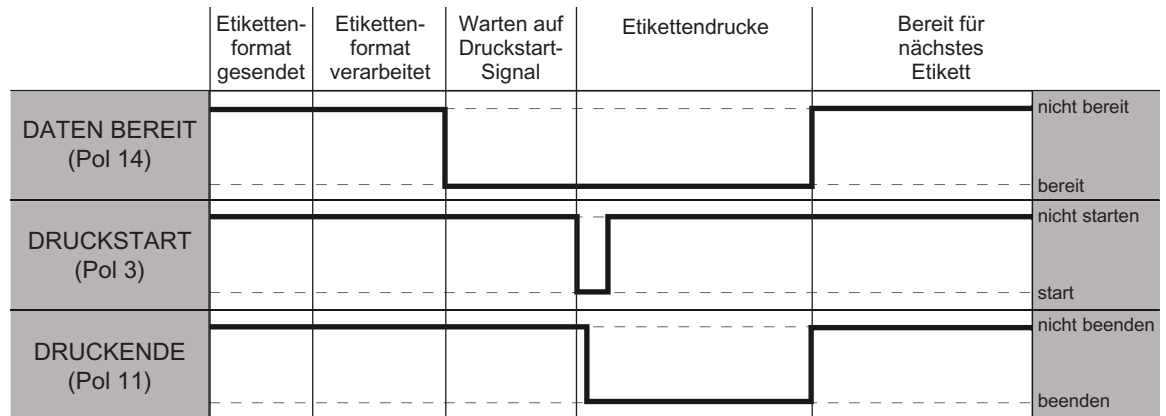 Etiketten-
format
gesendet
Etiketten-
format
verarbeitet
Warten auf
Druckstart-
Signal
Etikettendrucke
Bereit für
nächstes
Etikett
DATEN BEREIT
(Pol 14)
nicht bereit
bereit
DRUCKSTART
(Pol 3)
nicht starten
start
DRUCKENDE
(Pol 11)
nicht beenden
beenden